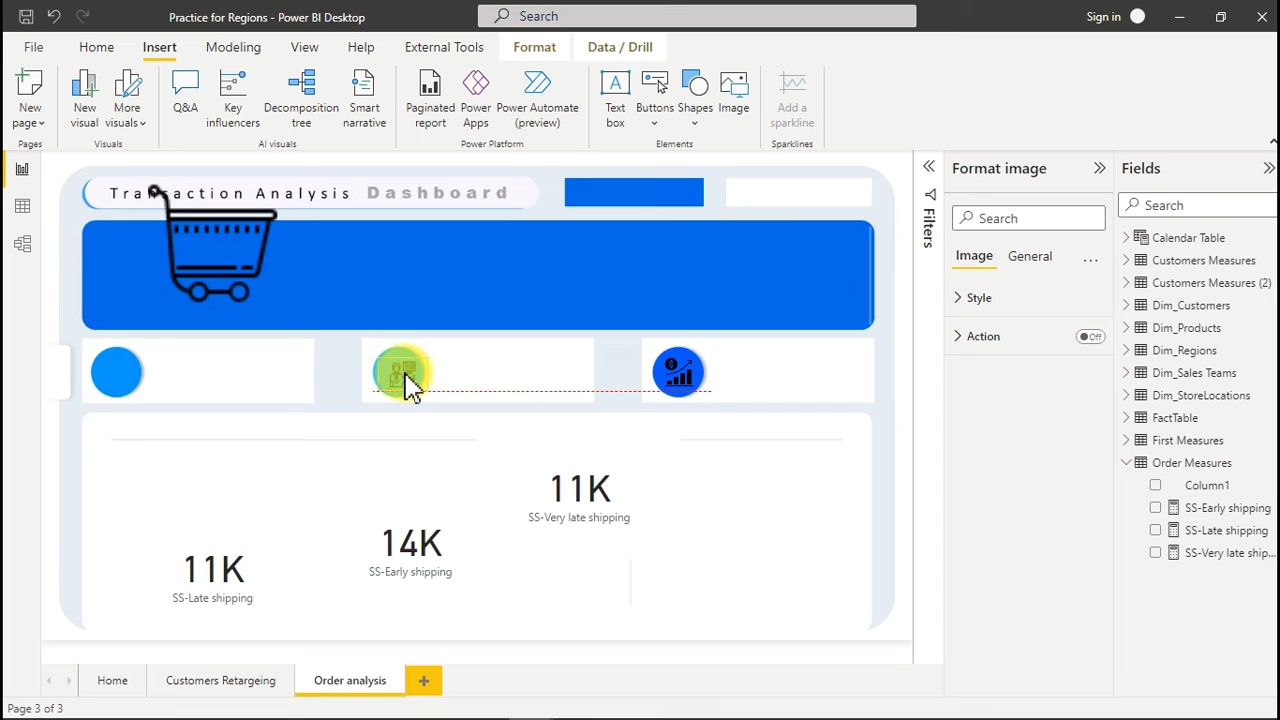 Practice for Regions - Power BI Desktop
Search
Sign in
File
Home
Insert
Modeling
View
Help
External Tools
Format
Data / Drill
New
page
New
visual
More
visuals
Q&A
Key
influencers
Decomposition
tree
Smart
narrative
Paginated
report
Power
Apps
Power Automate
(preview)
Text
box
Buttons
Shapes
Image
Add a
sparkline
Pages
Visuals
AI visuals
Power Platform
Elements
Sparklines
Transaction Analysis Dashboard
11K
SS-Very late shipping
14K
SS-Early shipping
11K
SS-Late shipping
Filters
Format image
Search
Image
General
...
Style
Action
Off
Fields
Search
Calendar Table
Customers Measures
Customers Measures (2)
Dim_Customers
Dim_Products
Dim_Regions
Dim_Sales Teams
Dim_StoreLocations
FactTable
First Measures
Order Measures
Column1
SS-Early shipping
SS-Late shipping
SS-Very late ship...
Home
Customers Retargeing
Order analysis
Page 3 of 3